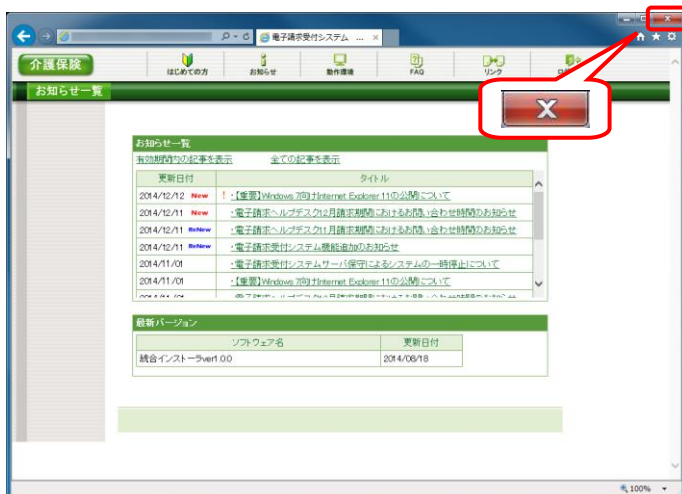 電子請求受付システム ... ×
介護保険
はじめての方
お知らせ
動作環境
FAQ
リンク
お知らせ一覧
X
お知らせ一覧
有効期間内の記事を表示 全ての記事を表示
更新日付 タイトル
2014/12/12 New ! ・【重要】Windows 7向けInternet Explorer 11の公開について
2014/12/11 New ・電子請求ヘルプデスク12月請求期間におけるお問い合わせ時間のお知らせ
2014/12/11 ReNew ・電子請求ヘルプデスク11月請求期間におけるお問い合わせ時間のお知らせ
2014/12/11 ReNew ・電子請求受付システム機能追加のお知らせ
2014/11/01 ・電子請求受付システムサーバ保守によるシステムの一時停止について
2014/11/01 ・【重要】Windows 7向けInternet Explorer 11の公開について
最新バージョン
ソフトウェア名 更新日付
統合インストーラver1.0.0 2014/08/18
100%